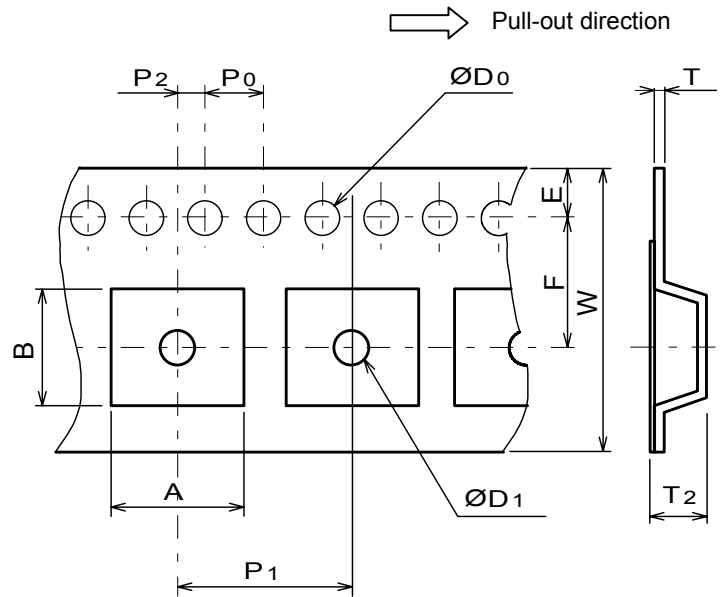 Pull-out direction
P2 P0 ØD0 T
E
F
W
B
A
ØD1
T2
P1